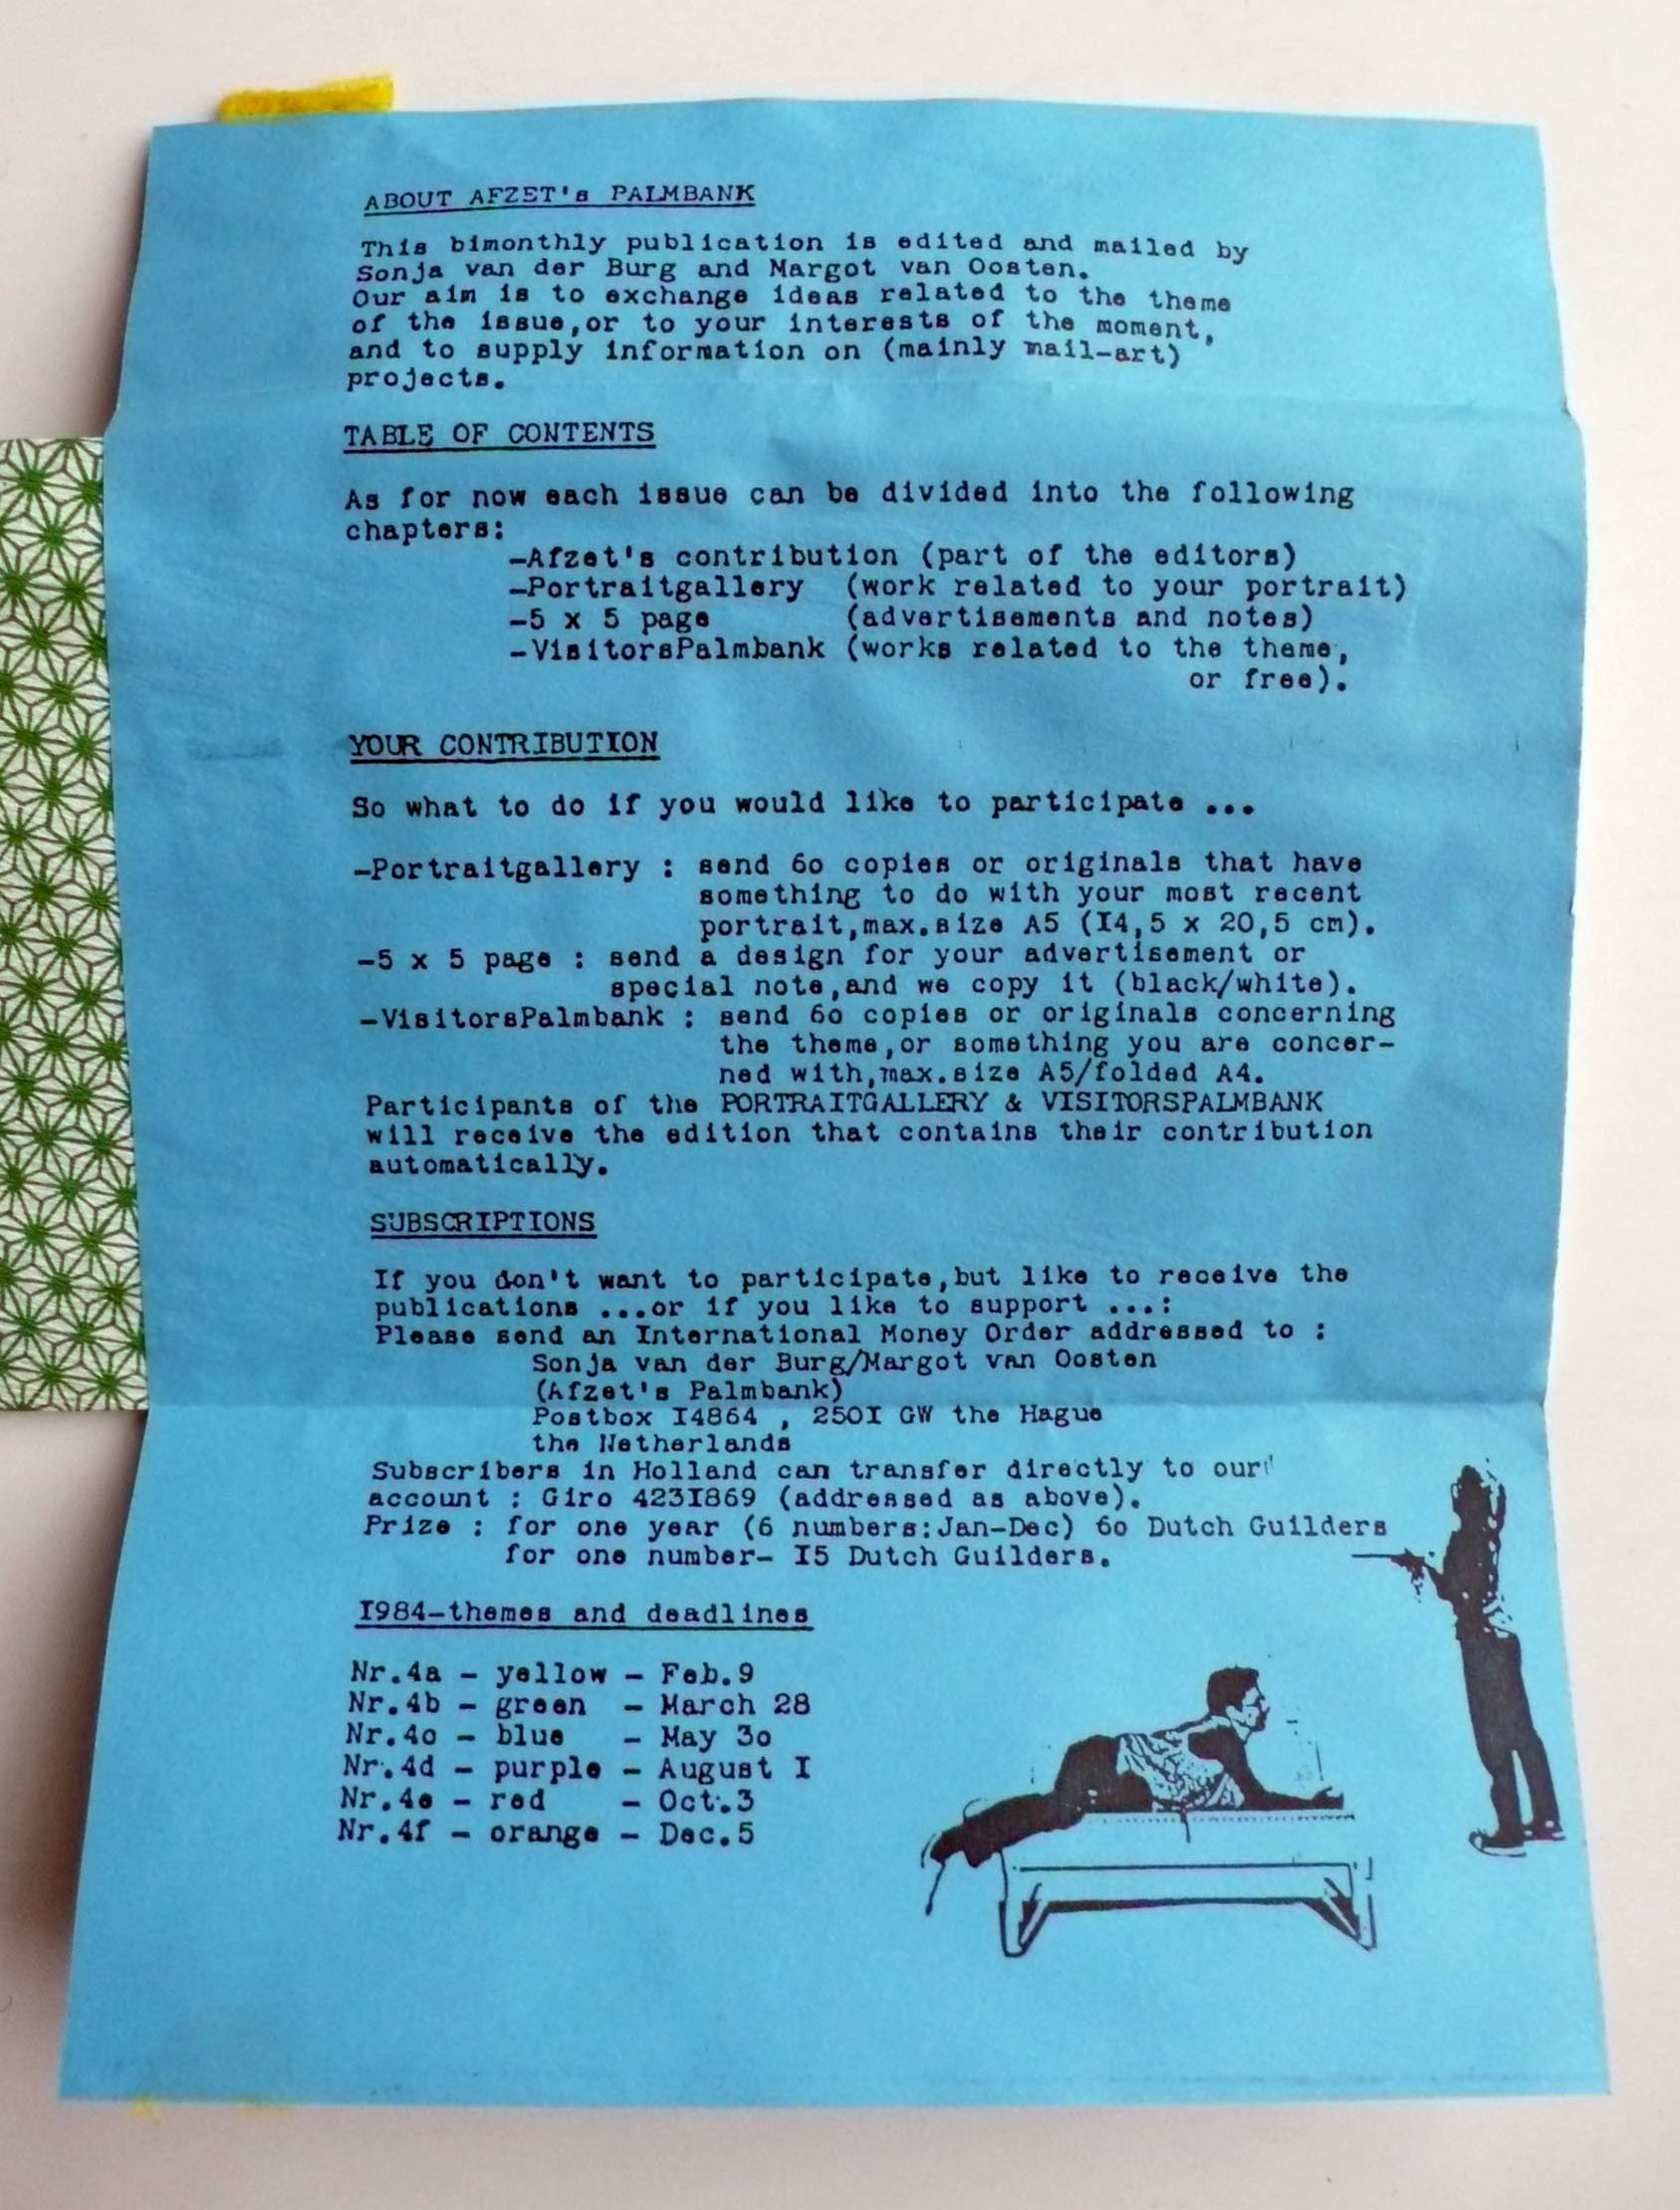 ABOUT AFZET's PALMBANK
This bimonthly publication is edited and mailed by
Sonja van der Burg and Margot van Oosten.
Our aim is to exchange ideas related to the theme
of the issue,or to your interests of the moment,
and to supply information on (mainly mail-art)
projects.
TABLE OF CONTENTS
As for now each issue can be divided into the following
chapters:
-Afzet's contribution (part of the editors)
-Portraitgallery (work related to your portrait)
-5 x 5 page (advertisements and notes)
-VisitorsPalmbank (works related to the theme,
or free).
YOUR CONTRIBUTION
So what to do if you would like to participate ...
-Portraitgallery : send 6o copies or originals that have
something to do with your most recent
portrait,max.size A5 (I4,5 x 20,5 cm).
-5 x 5 page : send a design for your advertisement or
special note,and we copy it (black/white).
-VisitorsPalmbank : send 6o copies or originals concerning
the theme,or something you are concer-
ned with,max.size A5/folded A4.
Participants of the PORTRAITGALLERY & VISITORSPALMBANK
will receive the edition that contains their contribution
automatically.
SUBSCRIPTIONS
If you don't want to participate,but like to receive the
publications ...or if you like to support ...:
Please send an International Money Order addressed to :
Sonja van der Burg/Margot van Oosten
(Afzet's Palmbank)
Postbox I4864 , 250I GW the Hague
the Netherlands
Subscribers in Holland can transfer directly to our
account : Giro 423I869 (addressed as above).
Prize : for one year (6 numbers:Jan-Dec) 6o Dutch Guilders
for one number- I5 Dutch Guilders.
I984-themes and deadlines
Nr.4a - yellow - Feb.9
Nr.4b - green - March 28
Nr.4c - blue - May 3o
Nr.4d - purple - August I
Nr.4e - red - Oct.3
Nr.4f - orange - Dec.5